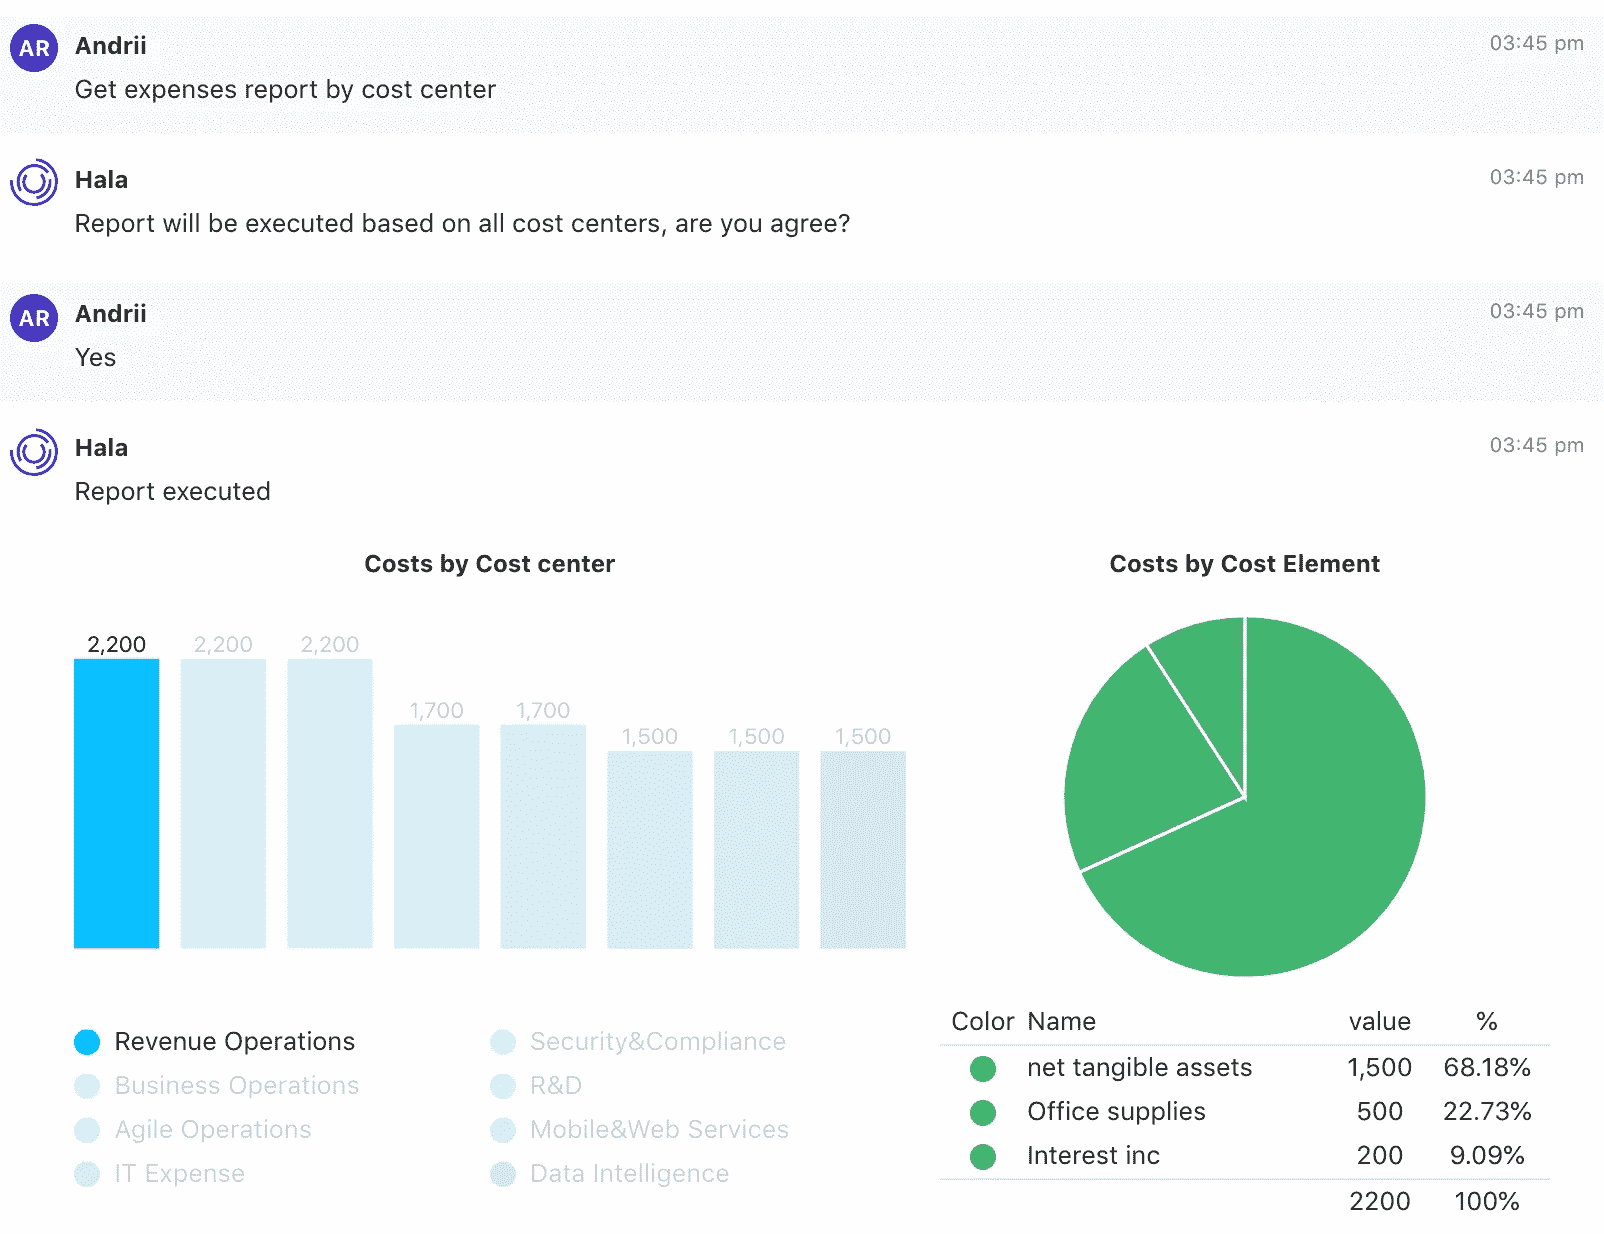 AR
Andrii
03:45 pm
Get expenses report by cost center
Hala
03:45 pm
Report will be executed based on all cost centers, are you agree?
AR
Andrii
03:45 pm
Yes
Hala
03:45 pm
Report executed
Costs by Cost center
2,200
2,200
2,200
1,700
1,700
1,500
1,500
1,500
Revenue Operations
Business Operations
Agile Operations
IT Expense
Security&Compliance
R&D
Mobile&Web Services
Data Intelligence
Costs by Cost Element
Color Name value %
net tangible assets 1,500 68.18%
Office supplies 500 22.73%
Interest inc 200 9.09%
2200 100%